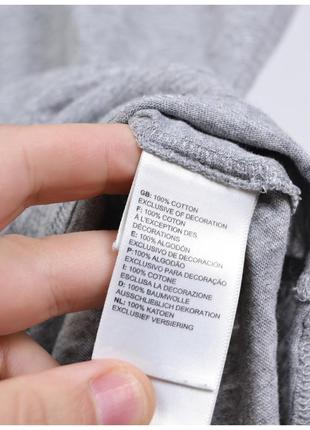 GB: 100% COTTON
EXCLUSIVE OF DECORATION
F: 100% COTON
À L'EXCEPTION DES
DÉCORATIONS
E: 100% ALGODÓN
EXCLUSIVO DE DECORACIÓN
P: 100% ALGODÃO
EXCLUSIVO PARA DECORAÇÃO
I: 100% COTONE
ESCLUSA LA DECORAZIONE
D: 100% BAUMWOLLE
AUSSCHLIEẞLICH DEKORATION
NL: 100% KATOEN
EXCLUSIEF VERSIERING